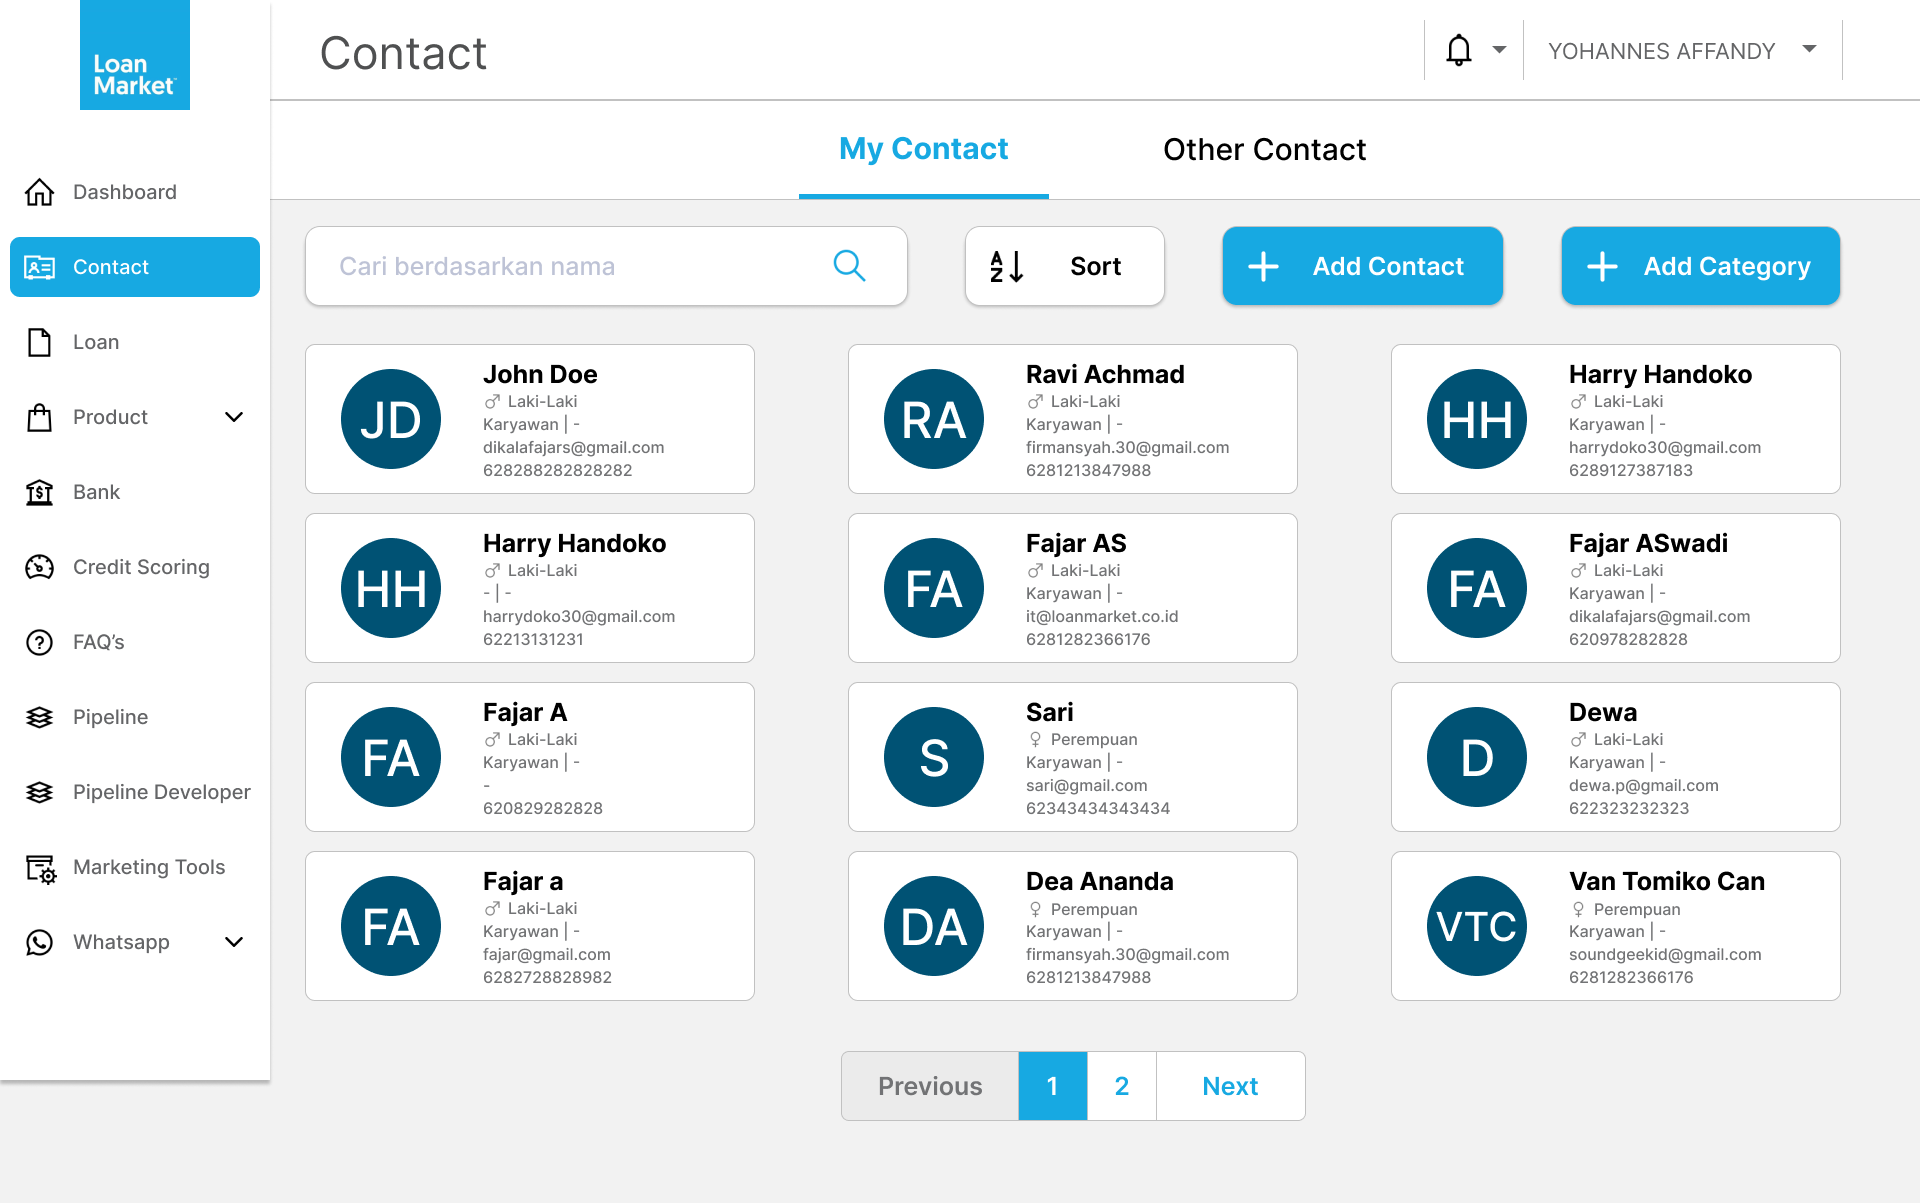 Loan
Market
Contact
YOHANNES AFFANDY
My Contact
Other Contact
Dashboard
Contact
Loan
Product
Bank
Credit Scoring
FAQ’s
Pipeline
Pipeline Developer
Marketing Tools
Whatsapp
Cari berdasarkan nama
A
Z
Sort
Add Contact
Add Category
JD
John Doe
Laki-Laki
Karyawan | -
dikalafajars@gmail.com
628288282828282
RA
Ravi Achmad
Laki-Laki
Karyawan | -
firmansyah.30@gmail.com
6281213847988
HH
Harry Handoko
Laki-Laki
Karyawan | -
harrydoko30@gmail.com
6289127387183
HH
Harry Handoko
Laki-Laki
- | -
harrydoko30@gmail.com
62213131231
FA
Fajar AS
Laki-Laki
Karyawan | -
it@loanmarket.co.id
6281282366176
FA
Fajar ASwadi
Laki-Laki
Karyawan | -
dikalafajars@gmail.com
620978282828
FA
Fajar A
Laki-Laki
Karyawan | -
-
620829282828
S
Sari
Perempuan
Karyawan | -
sari@gmail.com
62343434343434
D
Dewa
Laki-Laki
Karyawan | -
dewa.p@gmail.com
622323232323
FA
Fajar a
Laki-Laki
Karyawan | -
fajar@gmail.com
6282728828982
DA
Dea Ananda
Perempuan
Karyawan | -
firmansyah.30@gmail.com
6281213847988
VTC
Van Tomiko Can
Perempuan
Karyawan | -
soundgeekid@gmail.com
6281282366176
Previous
1
2
Next